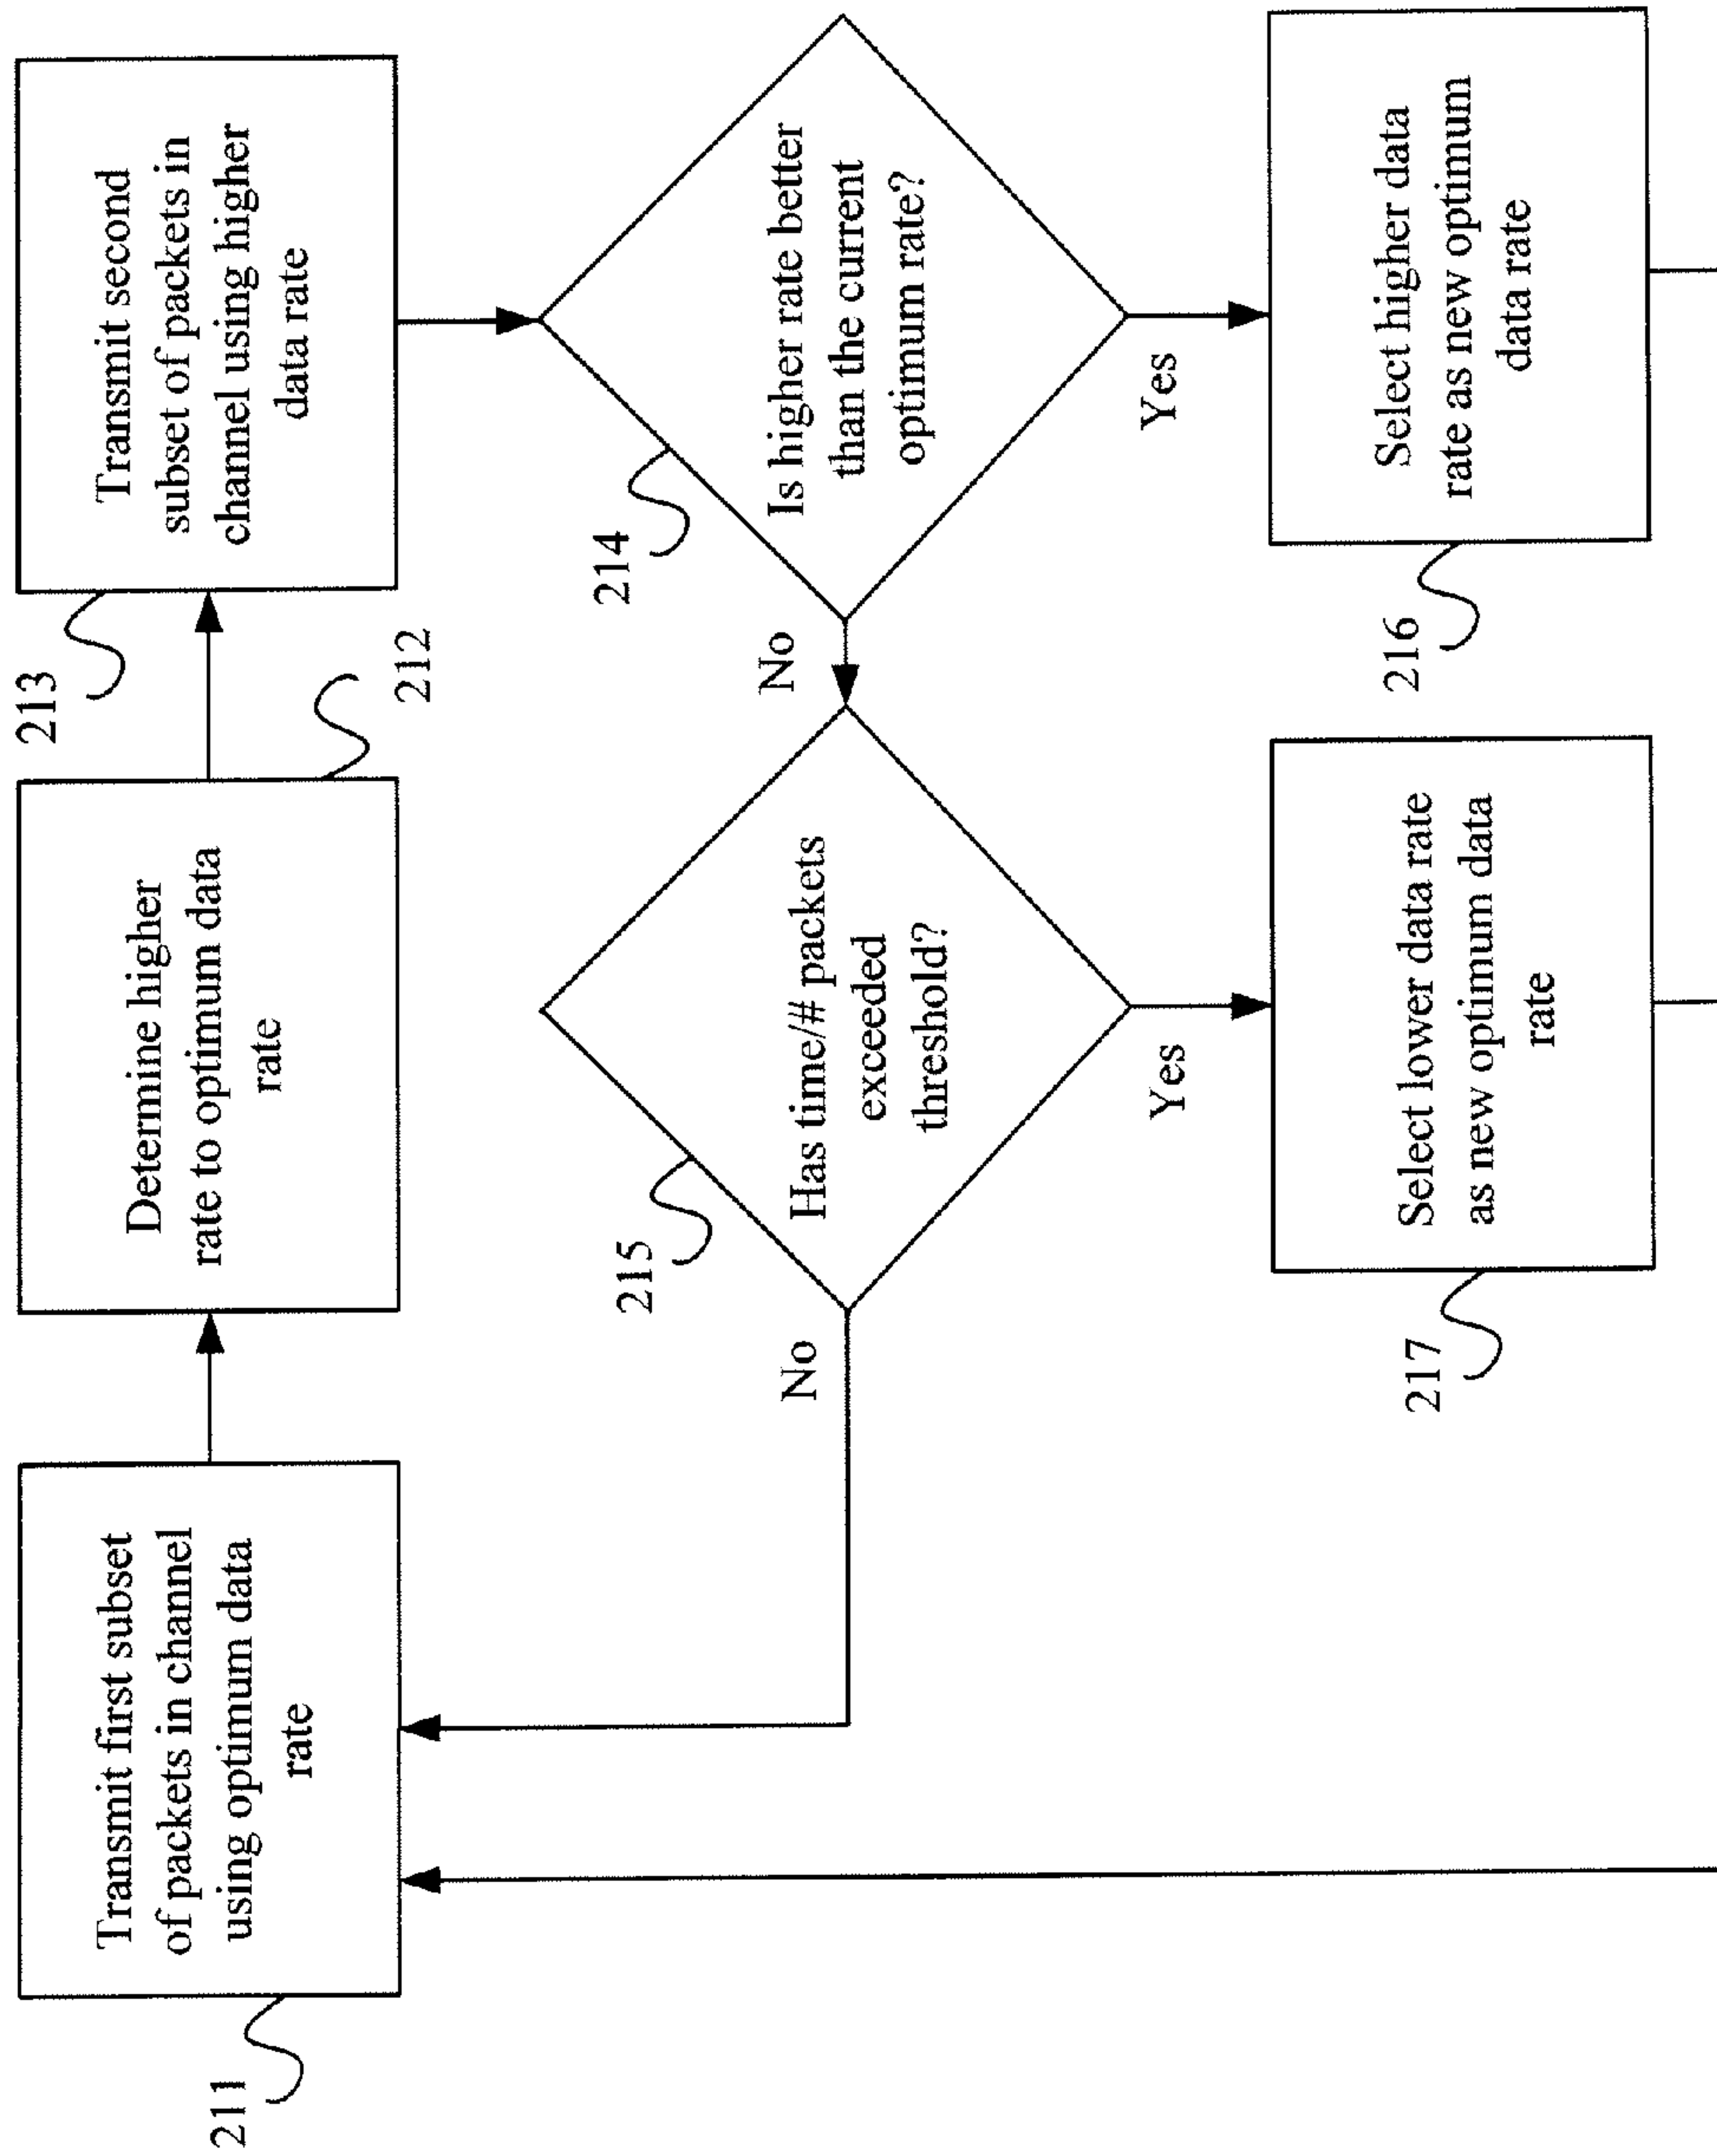 211
Transmit first subset
of packets in channel
using optimum data
rate
Determine higher
rate to optimum data
rate
212
213
Transmit second
subset of packets in
channel using higher
data rate
214
Is higher rate better
than the current
optimum rate?
No
Yes
215
Has time/# packets
exceeded
threshold?
No
Yes
216
Select higher data
rate as new optimum
data rate
217
Select lower data rate
as new optimum data
rate